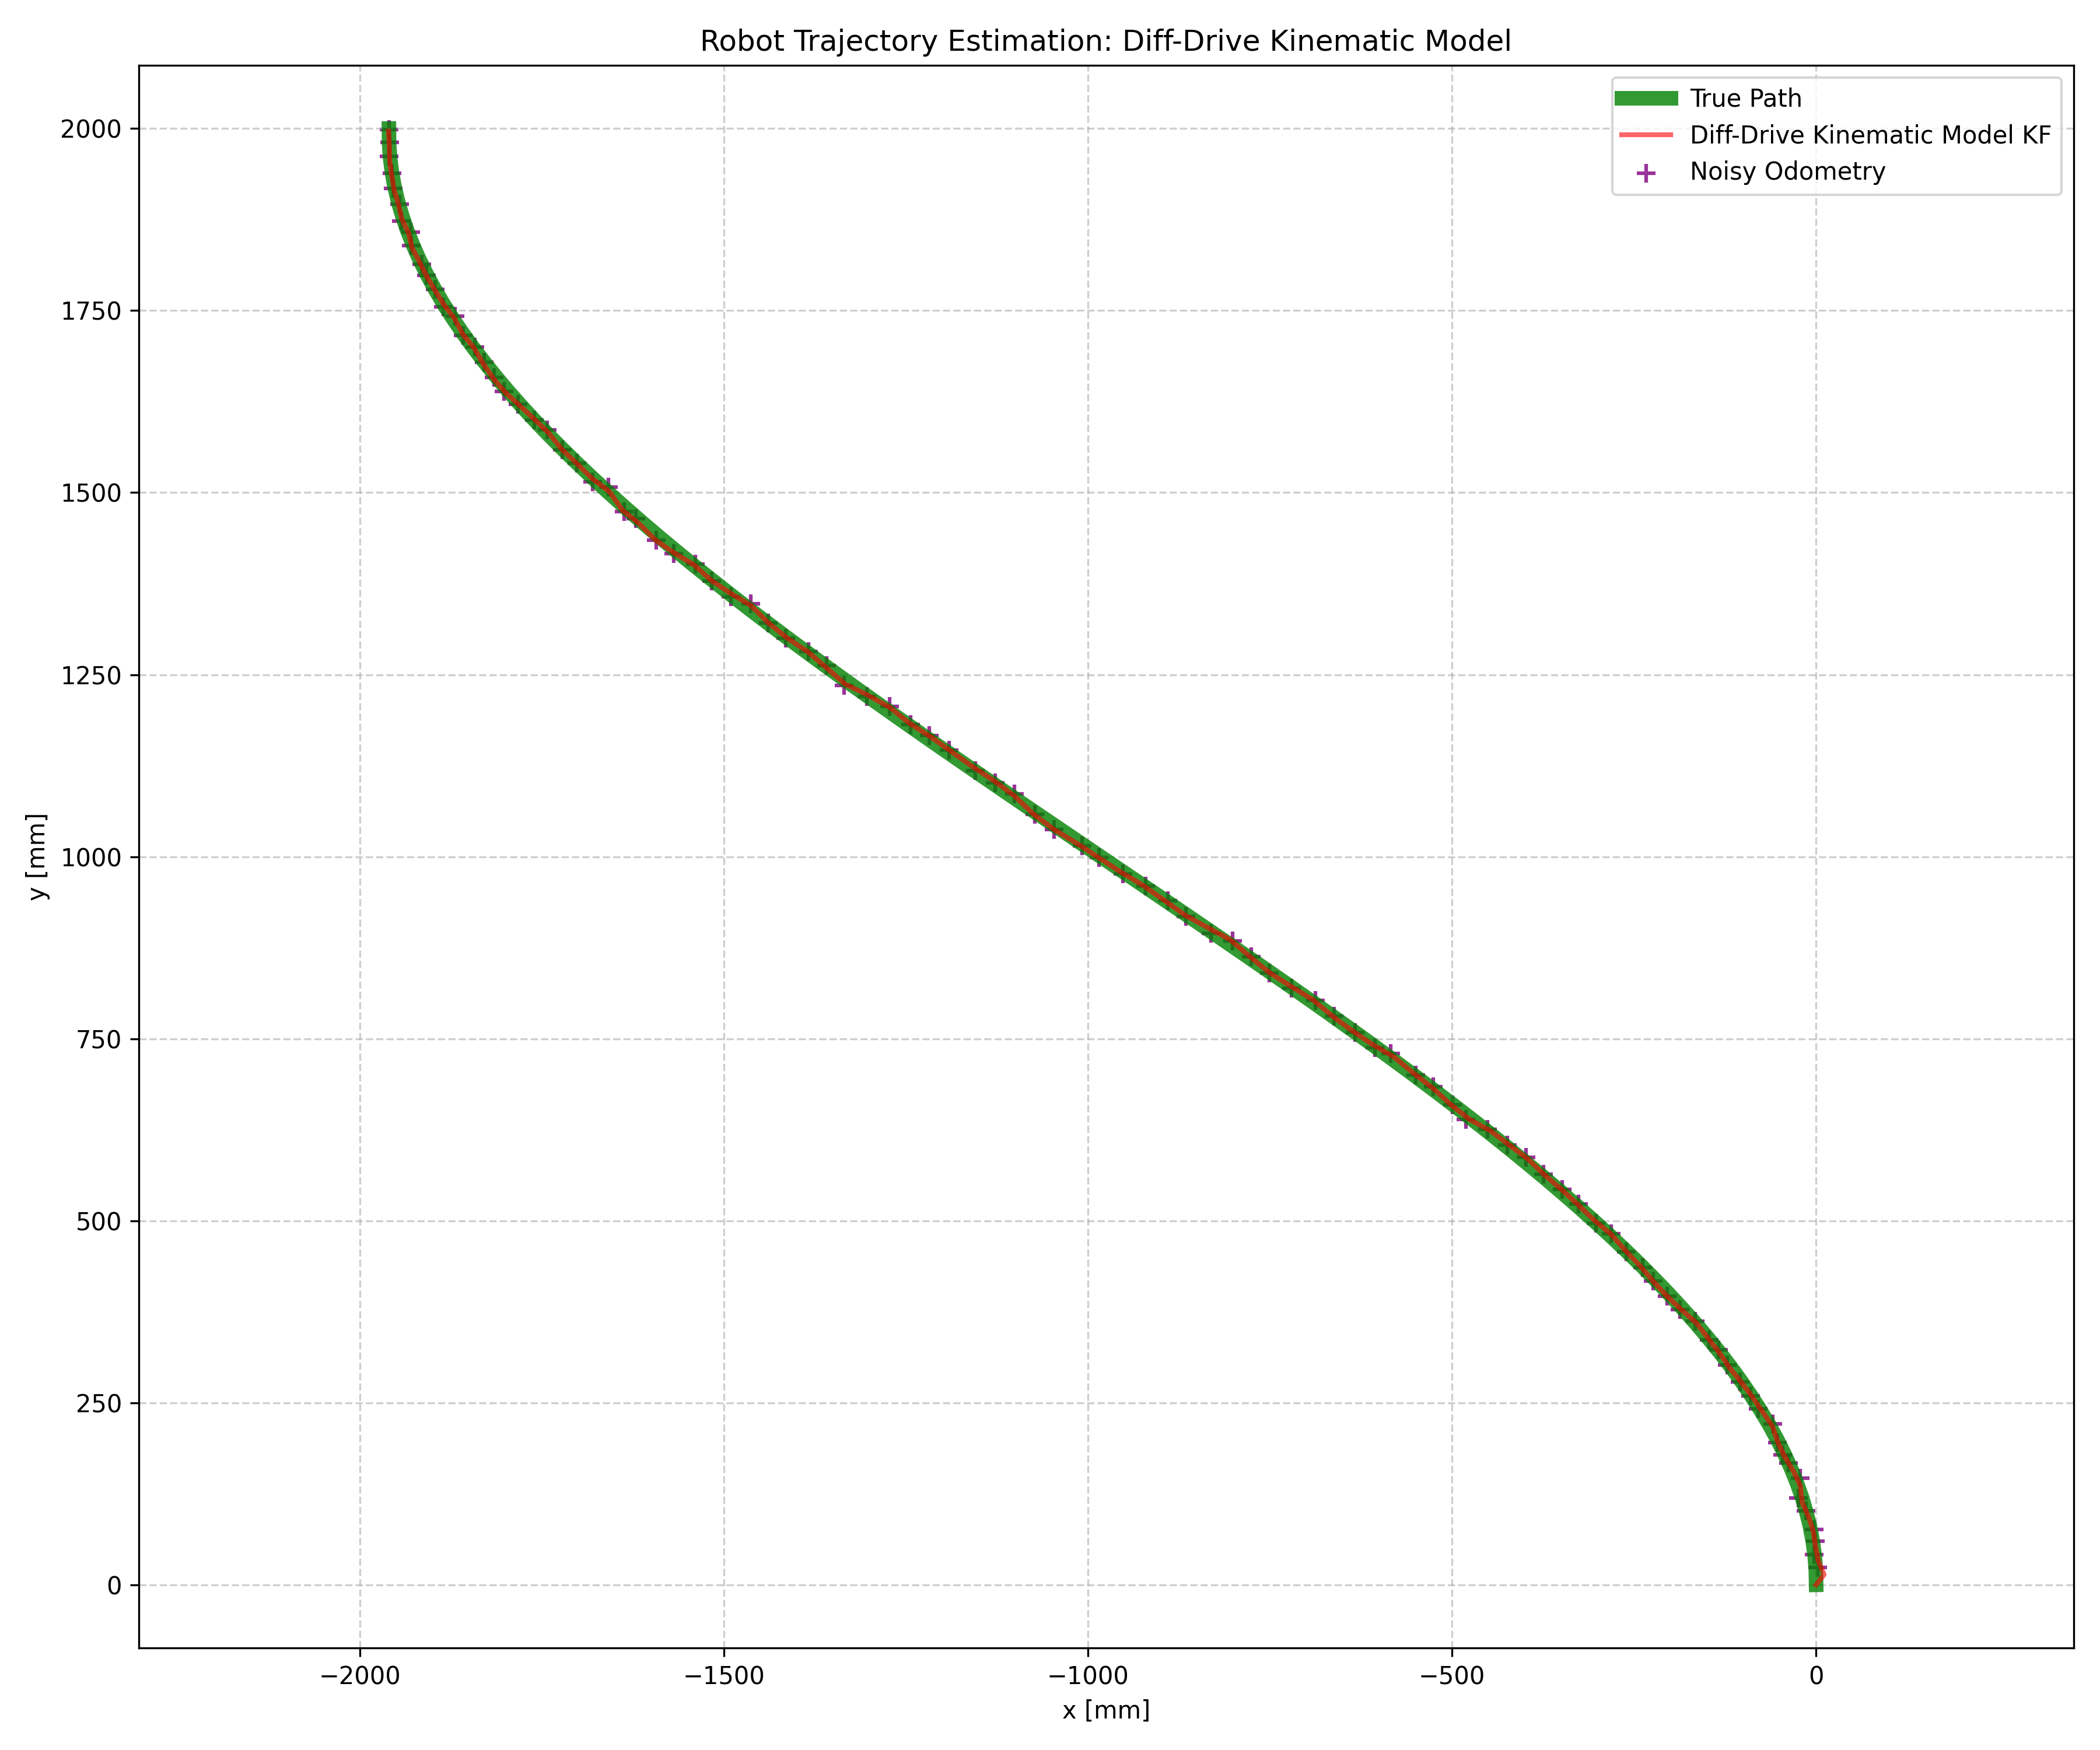 Robot Trajectory Estimation: Diff-Drive Kinematic Model
True Path
Diff-Drive Kinematic Model KF
Noisy Odometry
2000
1750
1500
1250
1000
750
500
250
0
y [mm]
−2000
−1500
−1000
−500
0
x [mm]